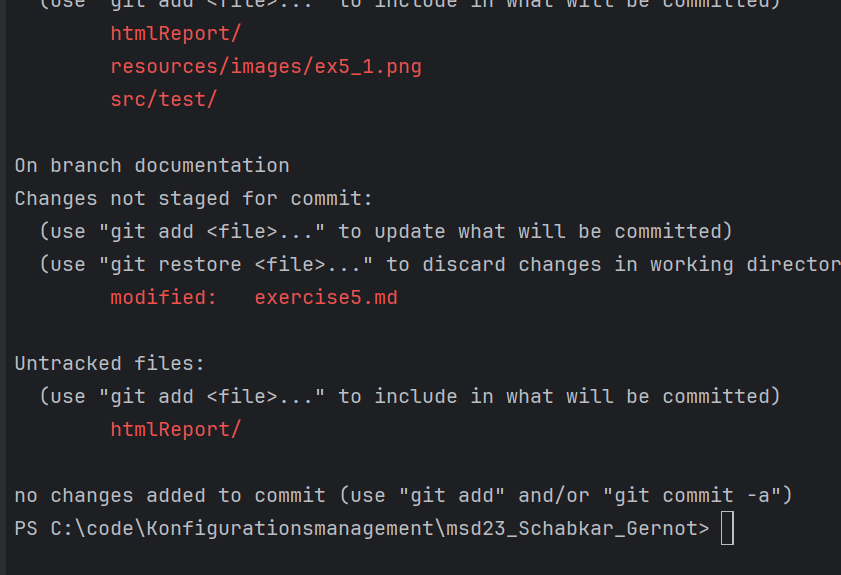 (use "git add <file>..." to include in what will be committed)
htmlReport/
resources/images/ex5_1.png
src/test/
On branch documentation
Changes not staged for commit:
(use "git add <file>..." to update what will be committed)
(use "git restore <file>..." to discard changes in working director
modified:   exercise5.md
Untracked files:
(use "git add <file>..." to include in what will be committed)
htmlReport/
no changes added to commit (use "git add" and/or "git commit -a")
PS C:\code\Konfigurationsmanagement\msd23_Schabkar_Gernot>